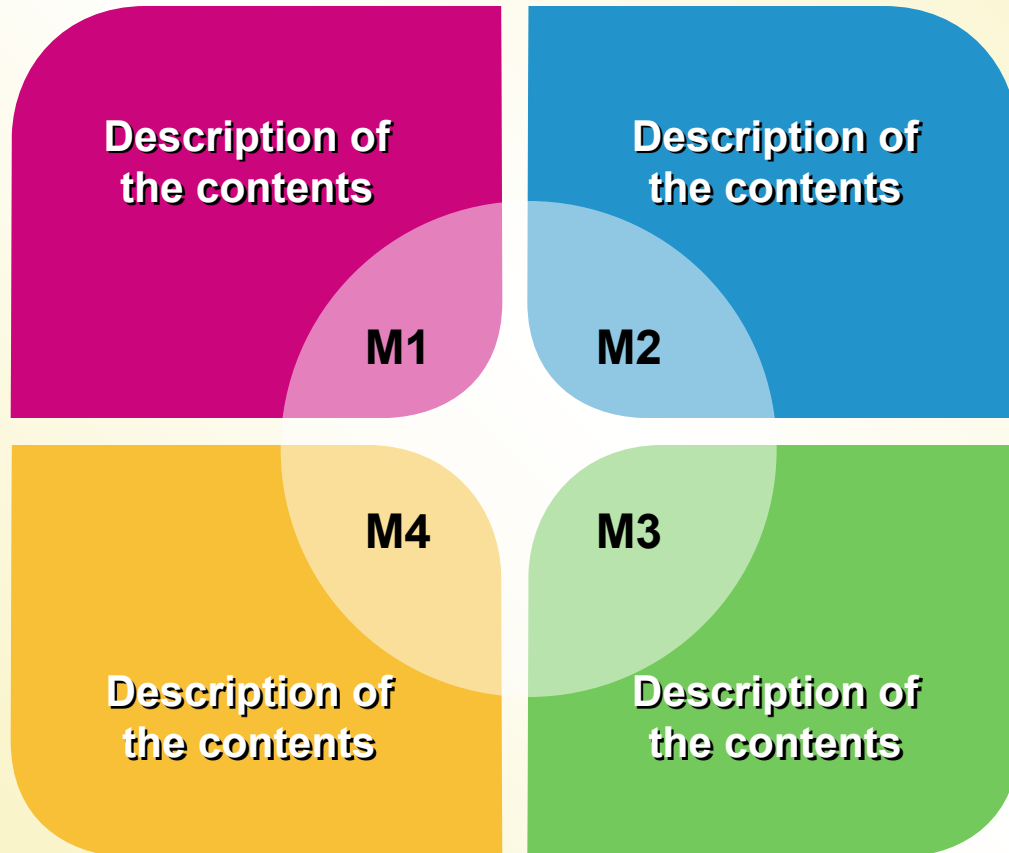 Description of
the contents
Description of
the contents
M1
M2
M4
M3
Description of
the contents
Description of
the contents